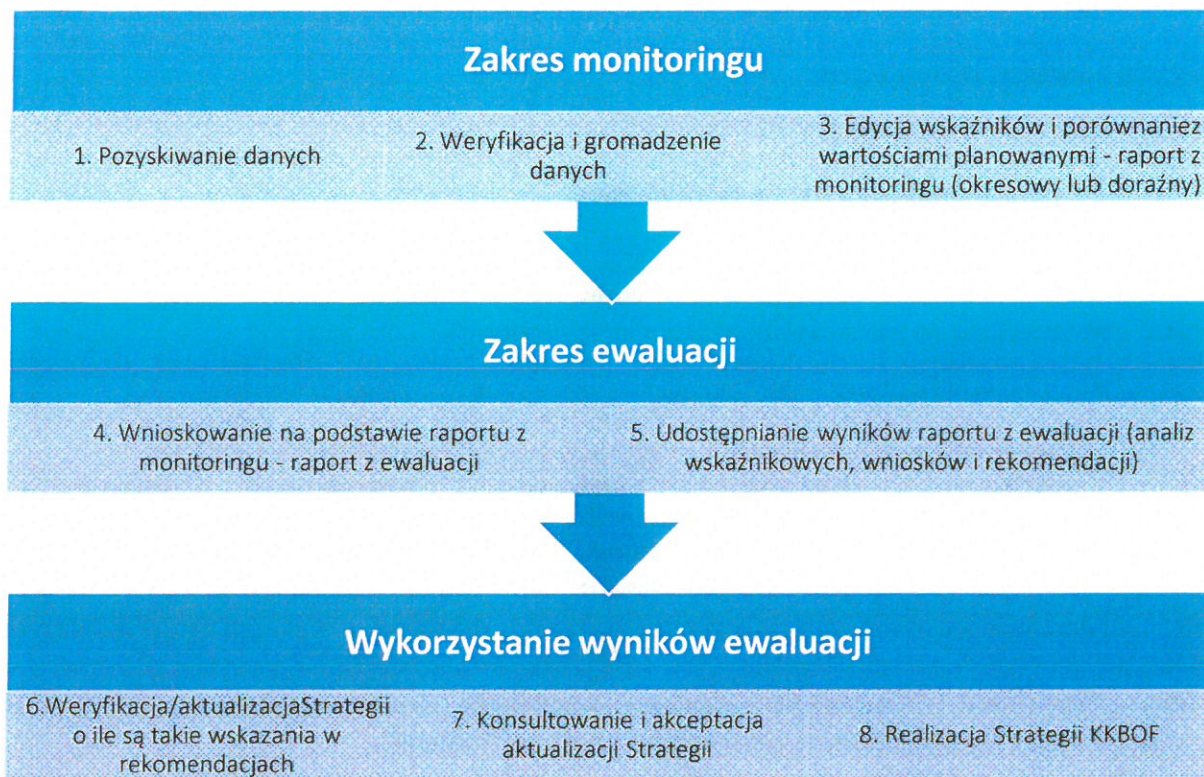 Zakres monitoringu
1. Pozyskiwanie danych
2. Weryfikacja i gromadzenie
danych
3. Edycja wskaźników i porównaniez
wartościami planowanymi - raport z
monitoringu (okresowy lub doraźny)
Zakres ewaluacji
4. Wnioskowanie na podstawie raportu z
monitoringu - raport z ewaluacji
5. Udostępnianie wyników raportu z ewaluacji (analiz
wskaźnikowych, wniosków i rekomendacji)
Wykorzystanie wyników ewaluacji
6.Weryfikacja/aktualizacjaStrategii
o ile są takie wskazania w
rekomendacjach
7. Konsultowanie i akceptacja
aktualizacji Strategii
8. Realizacja Strategii KKBOF